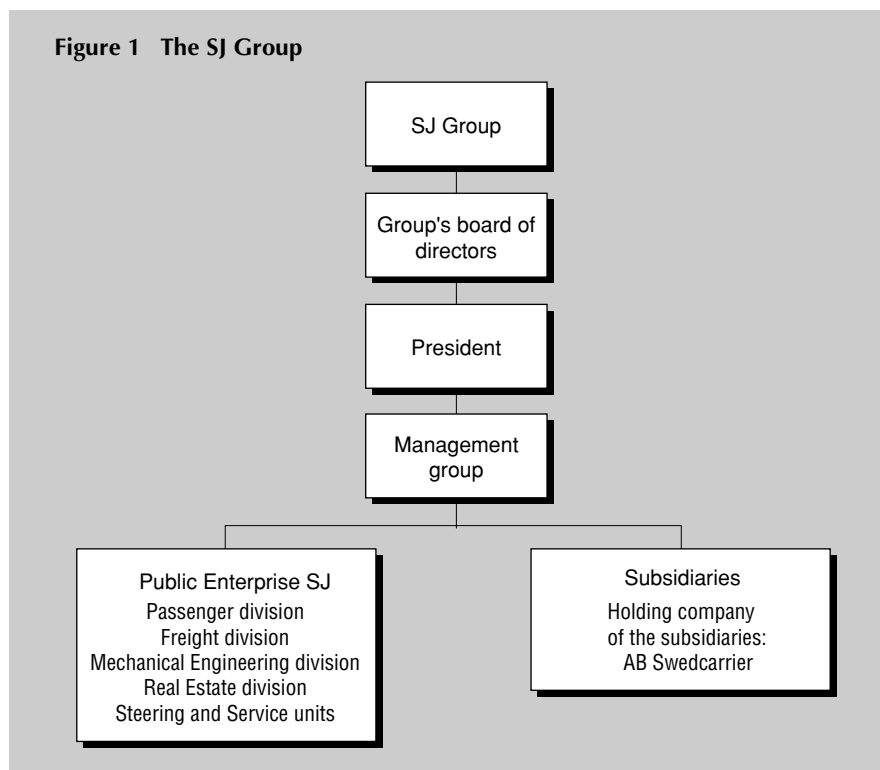 Figure 1 The SJ Group
SJ Group
Group's board of
directors
President
Management
group
Public Enterprise SJ
Passenger division
Freight division
Mechanical Engineering division
Real Estate division
Steering and Service units
Subsidiaries
Holding company
of the subsidiaries:
AB Swedcarrier